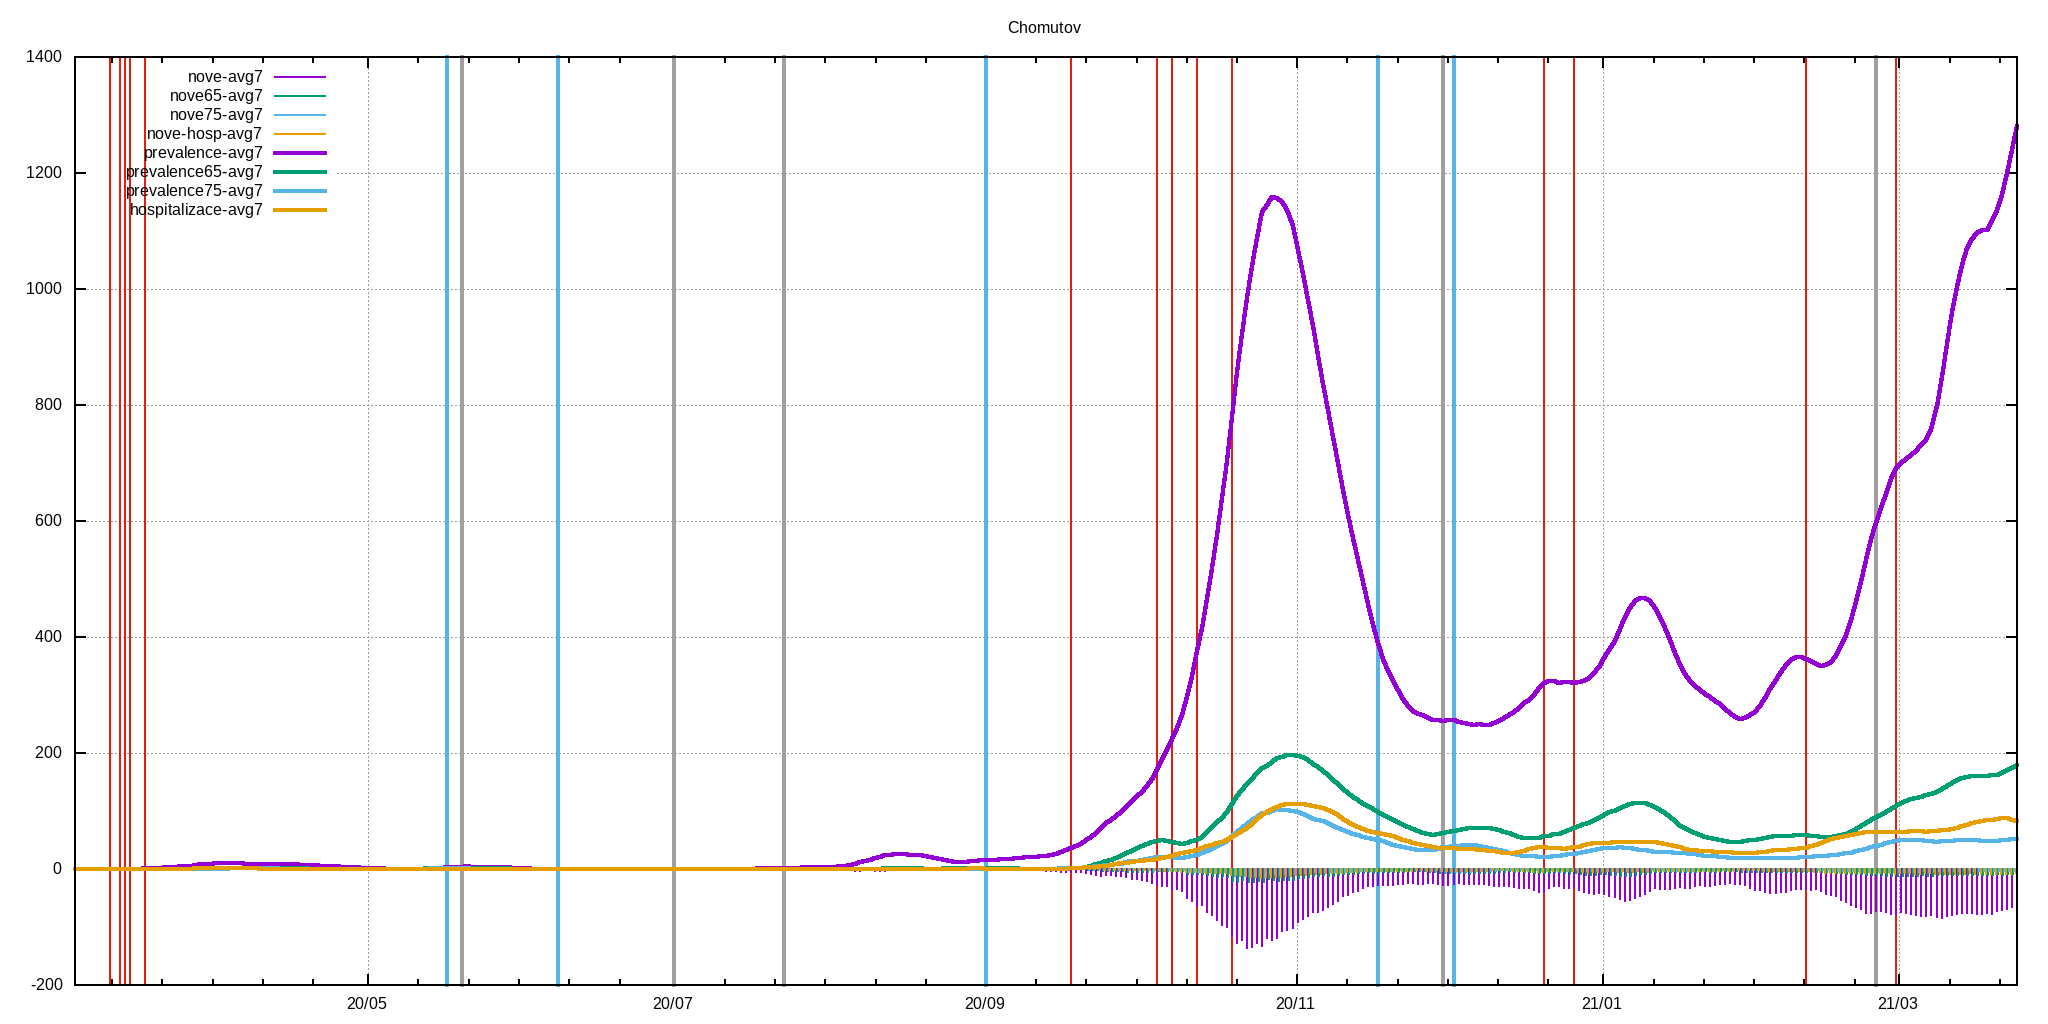 Chomutov
1400
1200
1000
800
600
400
200
0
-200
nove-avg7
nove65-avg7
nove75-avg7
nove-hosp-avg7
prevalence-avg7
prevalence65-avg7
prevalence75-avg7
hospitalizace-avg7
20/05
20/07
20/09
20/11
21/01
21/03